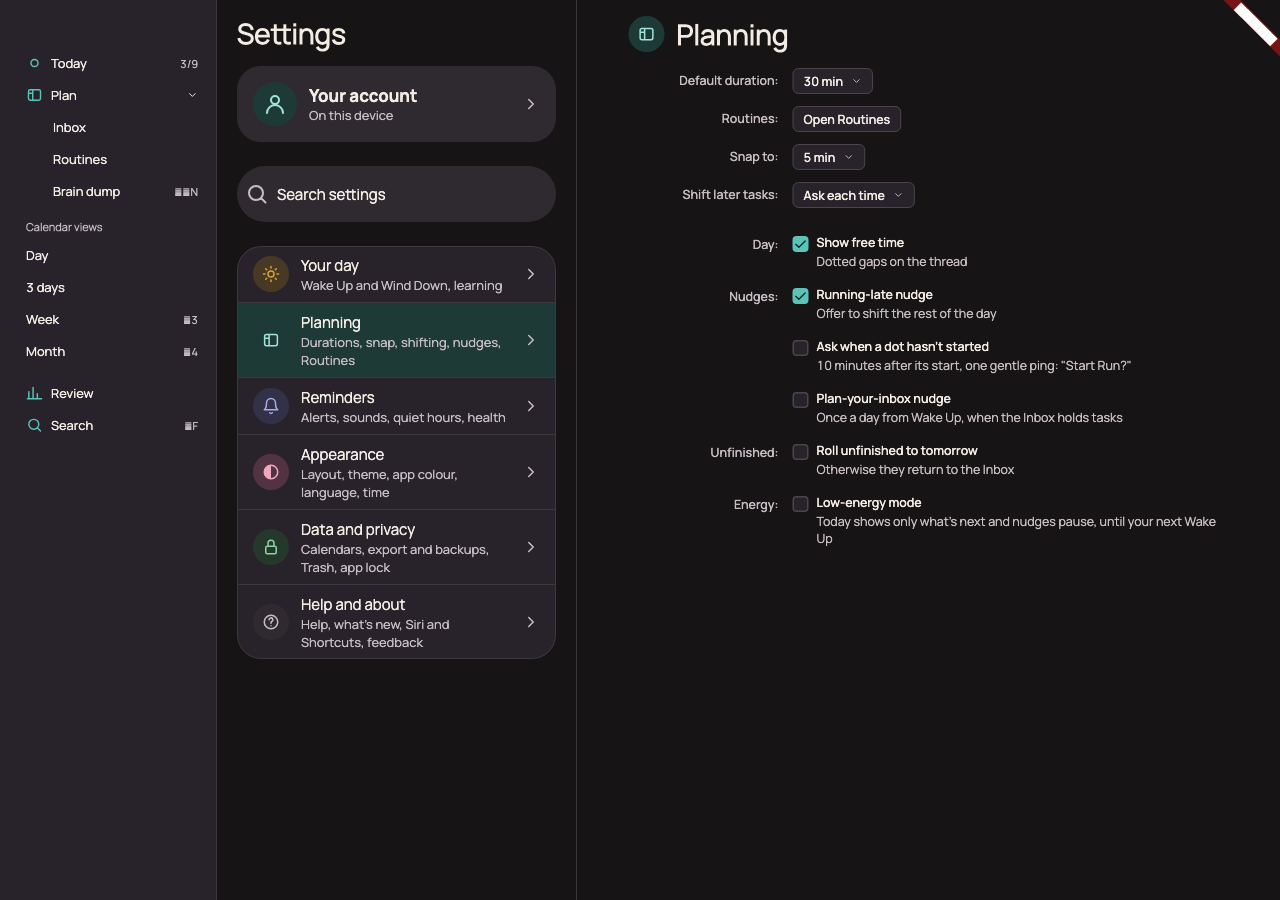 Today 3/9
Plan
Inbox
Routines
Brain dump N
Calendar views
Day
3 days
Week 3
Month 4
Review
Search F
Settings
Your account
On this device
Search settings
Your day
Wake Up and Wind Down, learning
Planning
Durations, snap, shifting, nudges,
Routines
Reminders
Alerts, sounds, quiet hours, health
Appearance
Layout, theme, app colour,
language, time
Data and privacy
Calendars, export and backups,
Trash, app lock
Help and about
Help, what's new, Siri and
Shortcuts, feedback
Planning
Default duration: 30 min
Routines: Open Routines
Snap to: 5 min
Shift later tasks: Ask each time
Day: Show free time
Dotted gaps on the thread
Nudges: Running-late nudge
Offer to shift the rest of the day
Ask when a dot hasn't started
10 minutes after its start, one gentle ping: "Start Run?"
Plan-your-inbox nudge
Once a day from Wake Up, when the Inbox holds tasks
Unfinished: Roll unfinished to tomorrow
Otherwise they return to the Inbox
Energy: Low-energy mode
Today shows only what's next and nudges pause, until your next Wake
Up